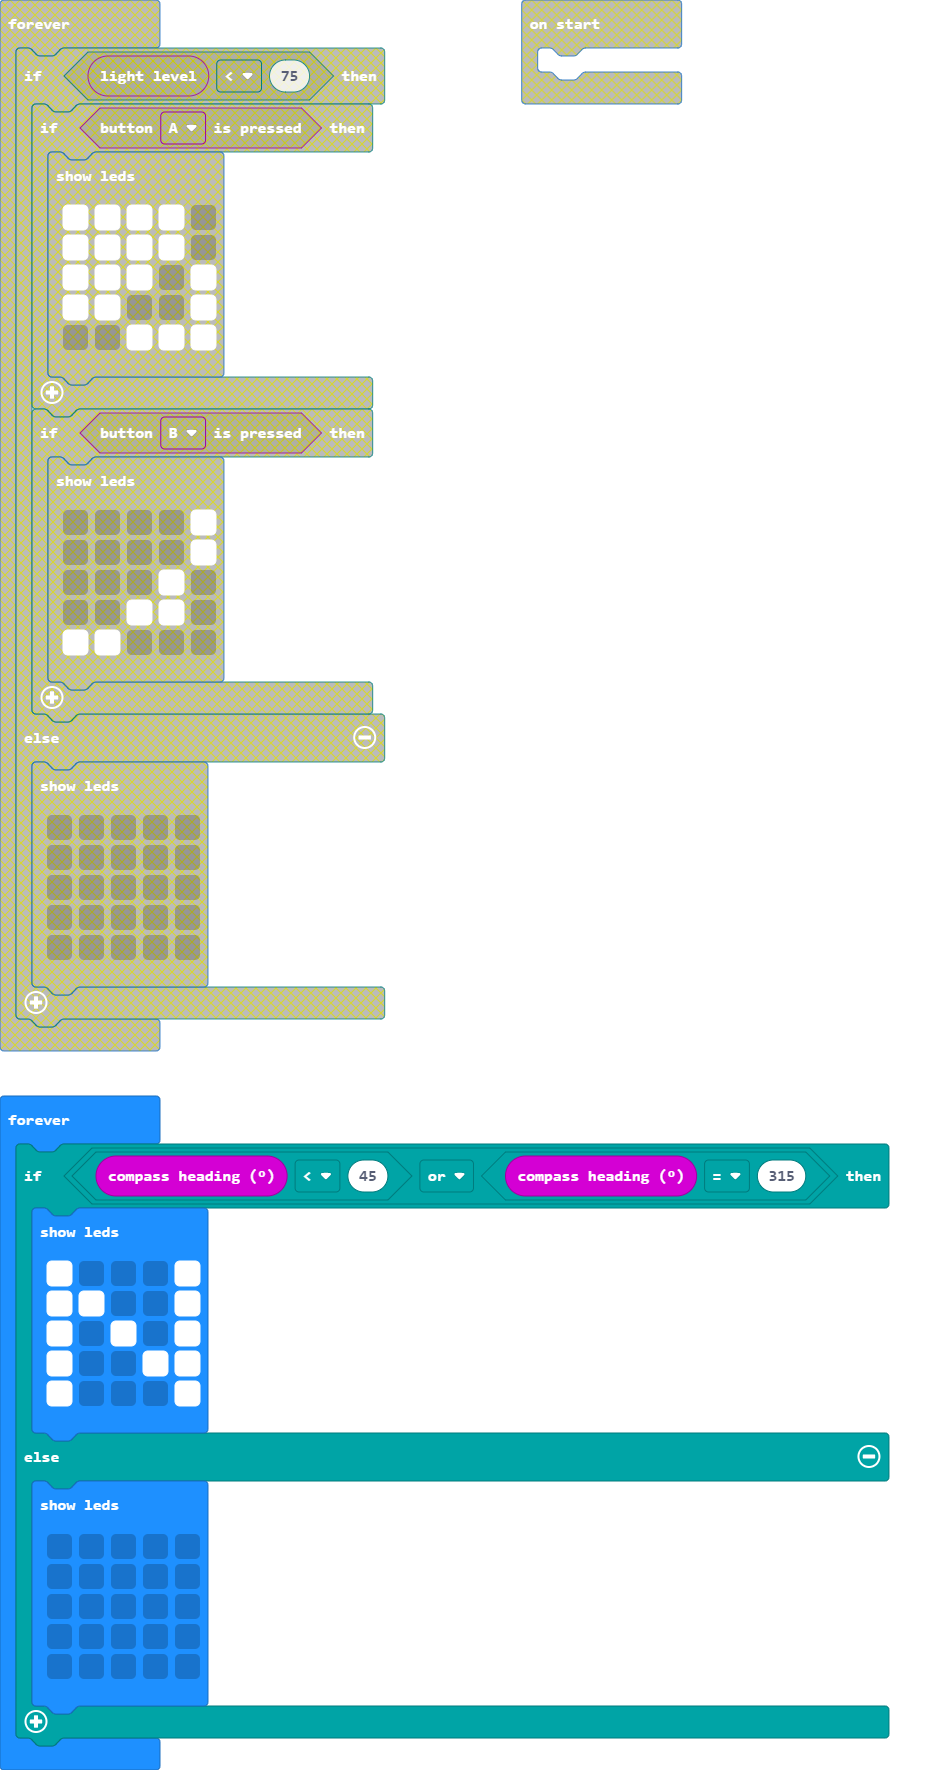 forever
on start
if light level < 75 then
if button A is pressed then
show leds
if button B is pressed then
show leds
else
show leds
forever
if compass heading (º) < 45 or compass heading (º) = 315 then
show leds
else
show leds